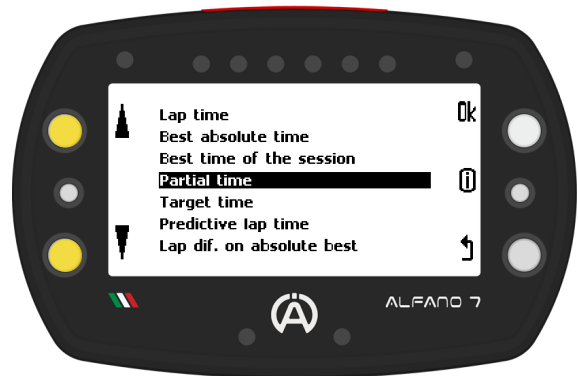 Lap time
Ok
Best absolute time
Best time of the session
Partial time
i
Target time
Predictive lap time
Lap dif. on absolute best
ALFANO 7